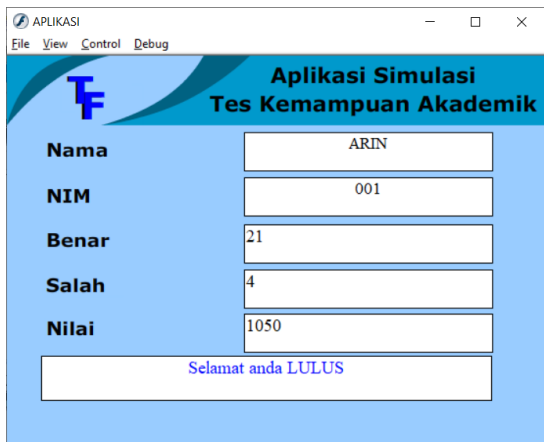 APLIKASI
File View Control Debug
TF
Aplikasi Simulasi
Tes Kemampuan Akademik
Nama ARIN
NIM 001
Benar 21
Salah 4
Nilai 1050
Selamat anda LULUS